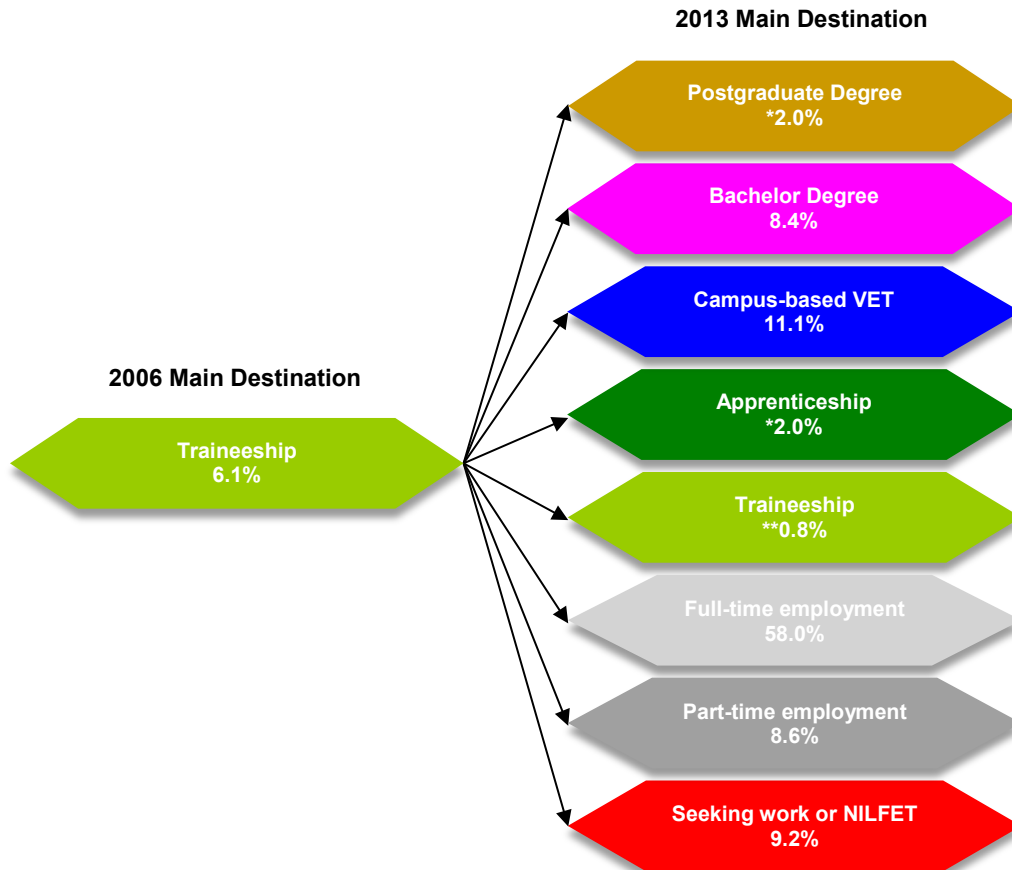 2013 Main Destination
Postgraduate Degree
*2.0%
Bachelor Degree
8.4%
Campus-based VET
11.1%
2006 Main Destination
Traineeship
6.1%
Apprenticeship
*2.0%
Traineeship
**0.8%
Full-time employment
58.0%
Part-time employment
8.6%
Seeking work or NILFET
9.2%